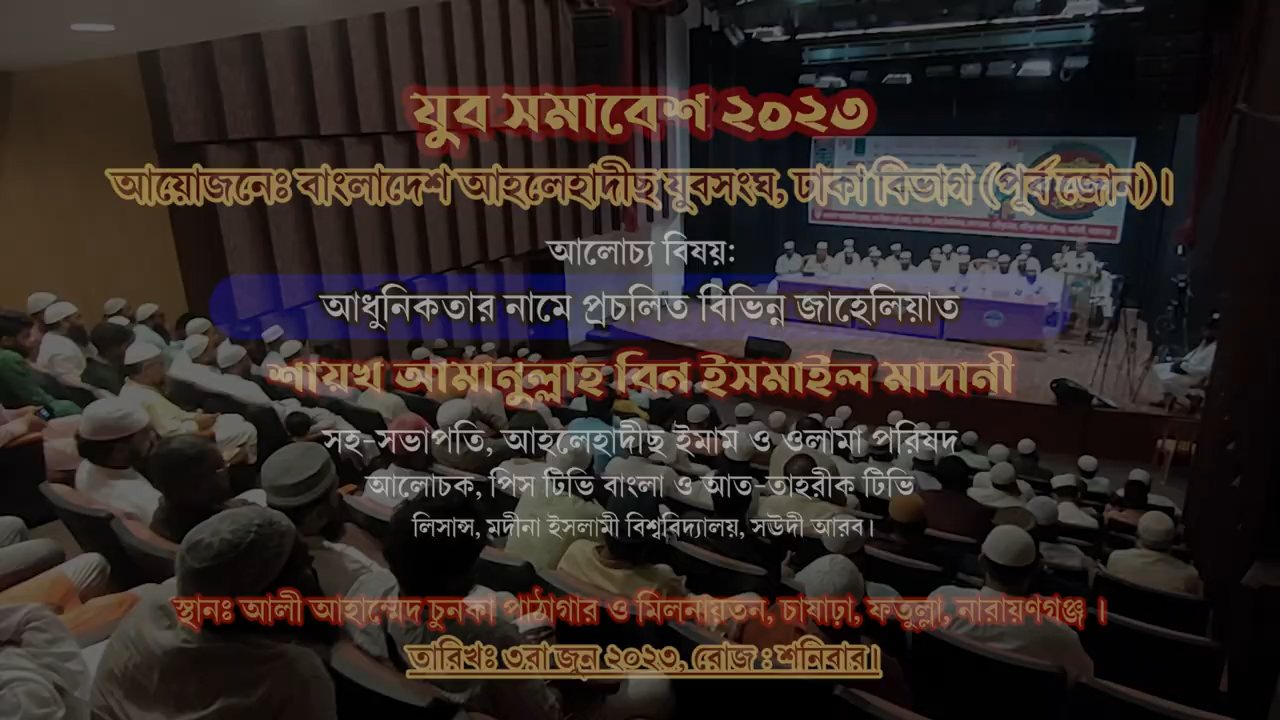 যুব সমাবেশ ২০২৩
আয়োজনেঃ বাংলাদেশ আহলেহাদীছ যুবসংঘ, ঢাকা বিভাগ (পূর্ব জোন)।
আলোচ্য বিষয়:
আধুনিকতার নামে প্রচলিত বিভিন্ন জাহেলিয়াত
শায়খ আমানুল্লাহ বিন ইসমাইল মাদানী
সহ-সভাপতি, আহলেহাদীছ ইমাম ও ওলামা পরিষদ
আলোচক, পিস টিভি বাংলা ও আত-তাহরীক টিভি
লিসান্স, মদীনা ইসলামী বিশ্ববিদ্যালয়, সউদী আরব।
স্থানঃ আলী আহাম্মেদ চুনকা পাঠাগার ও মিলনায়তন, চাষাঢ়া, ফতুল্লা, নারায়ণগঞ্জ ।
তারিখঃ ৩রা জুন ২০২৩, রোজ : শনিবার।